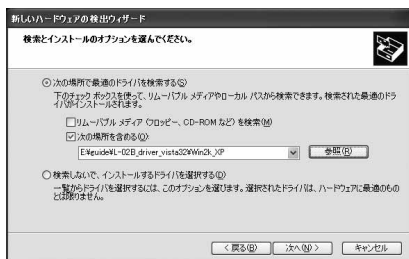 新しいハードウェアの検出ウィザード
検索とインストールのオプションを選んでください。
次の場所で最適のドライバを検索する(S)
下のチェック ボックスを使って、リムーバブル メディアやローカル パスから検索できます。検索された最適のドラ
イバがインストールされます。
リムーバブル メディア (フロッピー、CD-ROM など) を検索(M)
次の場所を含める(O):
E:¥guide¥L-02B_driver_vista32¥Win2k_XP
参照(R)
検索しないで、インストールするドライバを選択する(D)
一覧からドライバを選択するには、このオプションを選びます。選択されたドライバは、ハードウェアに最適のもの
とは限りません。
< 戻る(B)
次へ(N) >
キャンセル